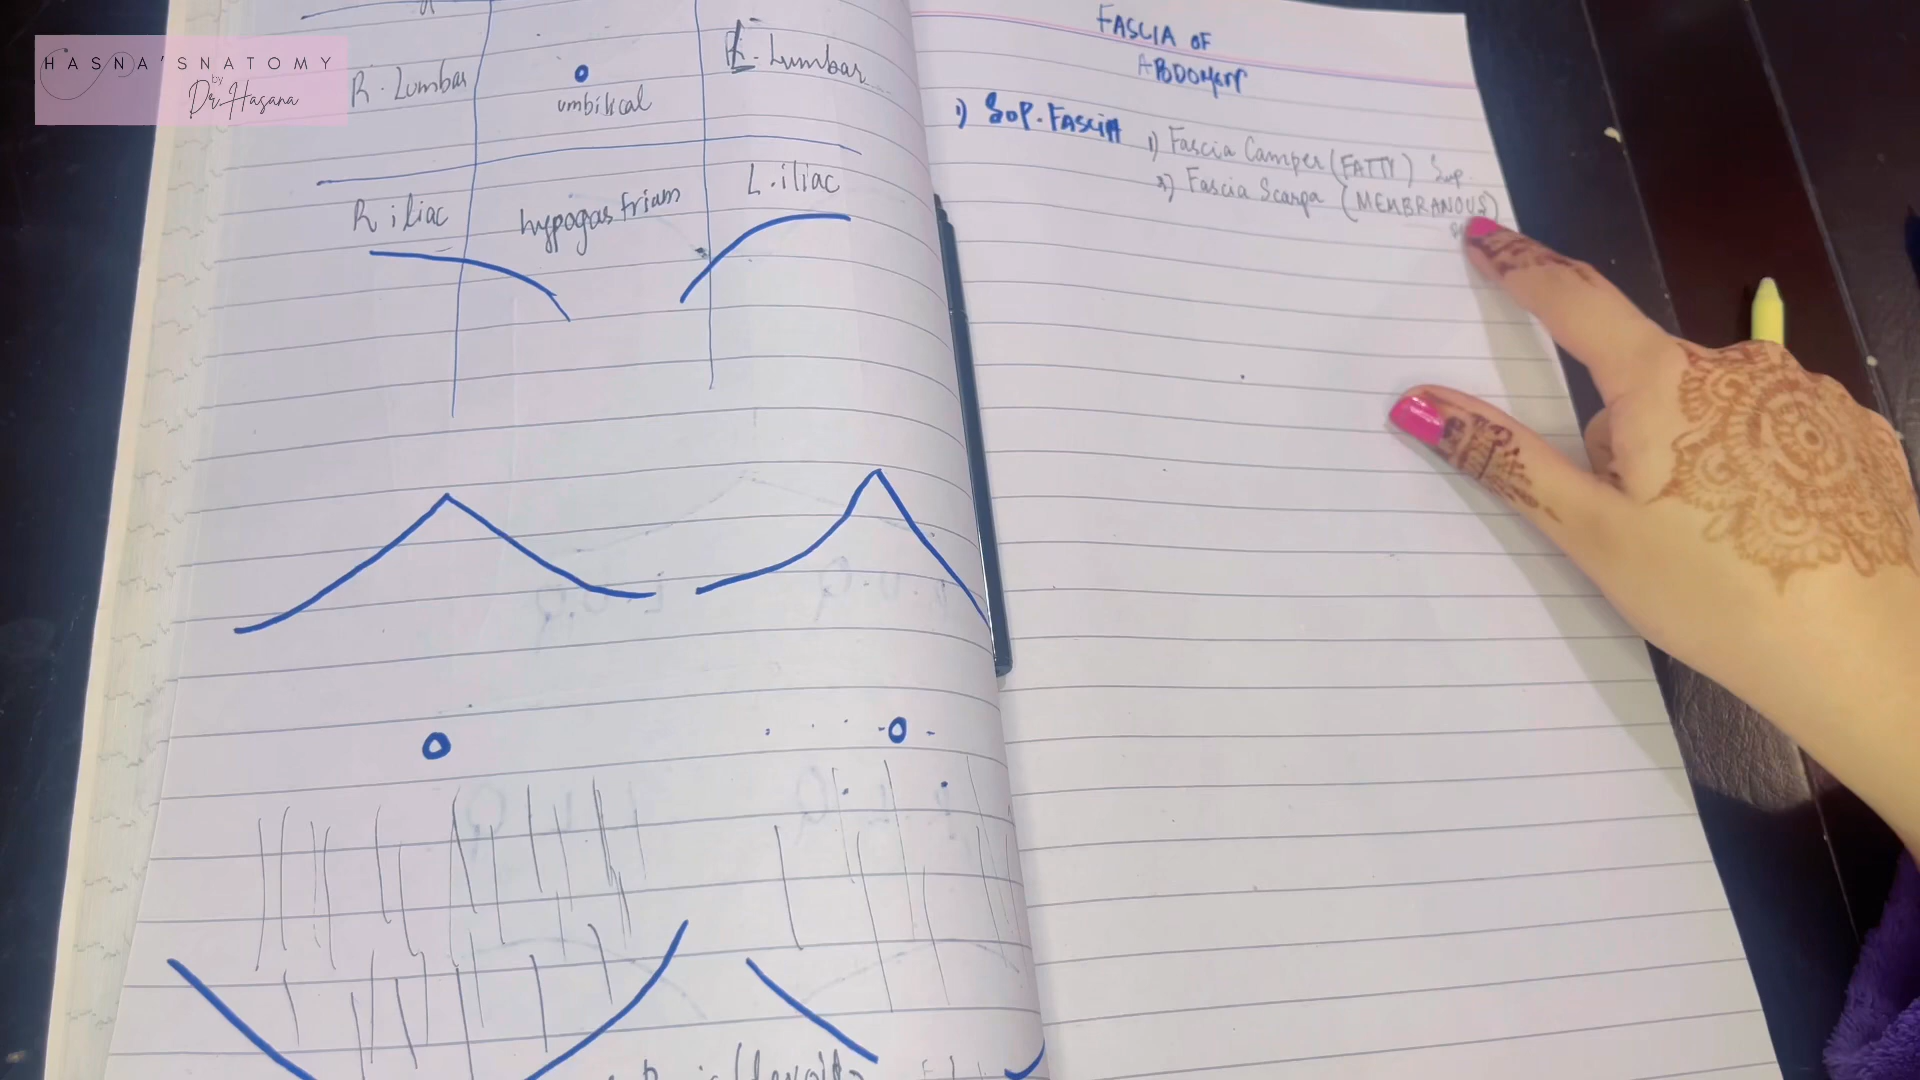 HASNA'SNATOMY
by
Dr.Hasana
R. Lumbar
umbilical
L. Lumbar
R iliac
hypogastriam
L. iliac
FASCIA OF
ABDOMEN
1) SUP. FASCIA
1) Fascia Camper (FATTY) Sup.
2) Fascia Scarpa (MEMBRANOUS)